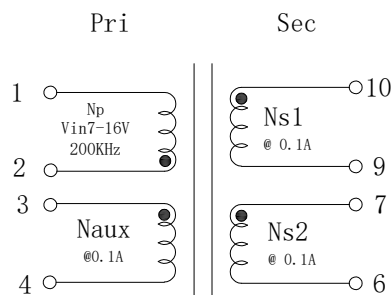 Pri Sec
1
Np
Vin7-16V
200KHz
2
3
Naux
@0.1A
4
10
Ns1
@ 0.1A
9
7
Ns2
@ 0.1A
6